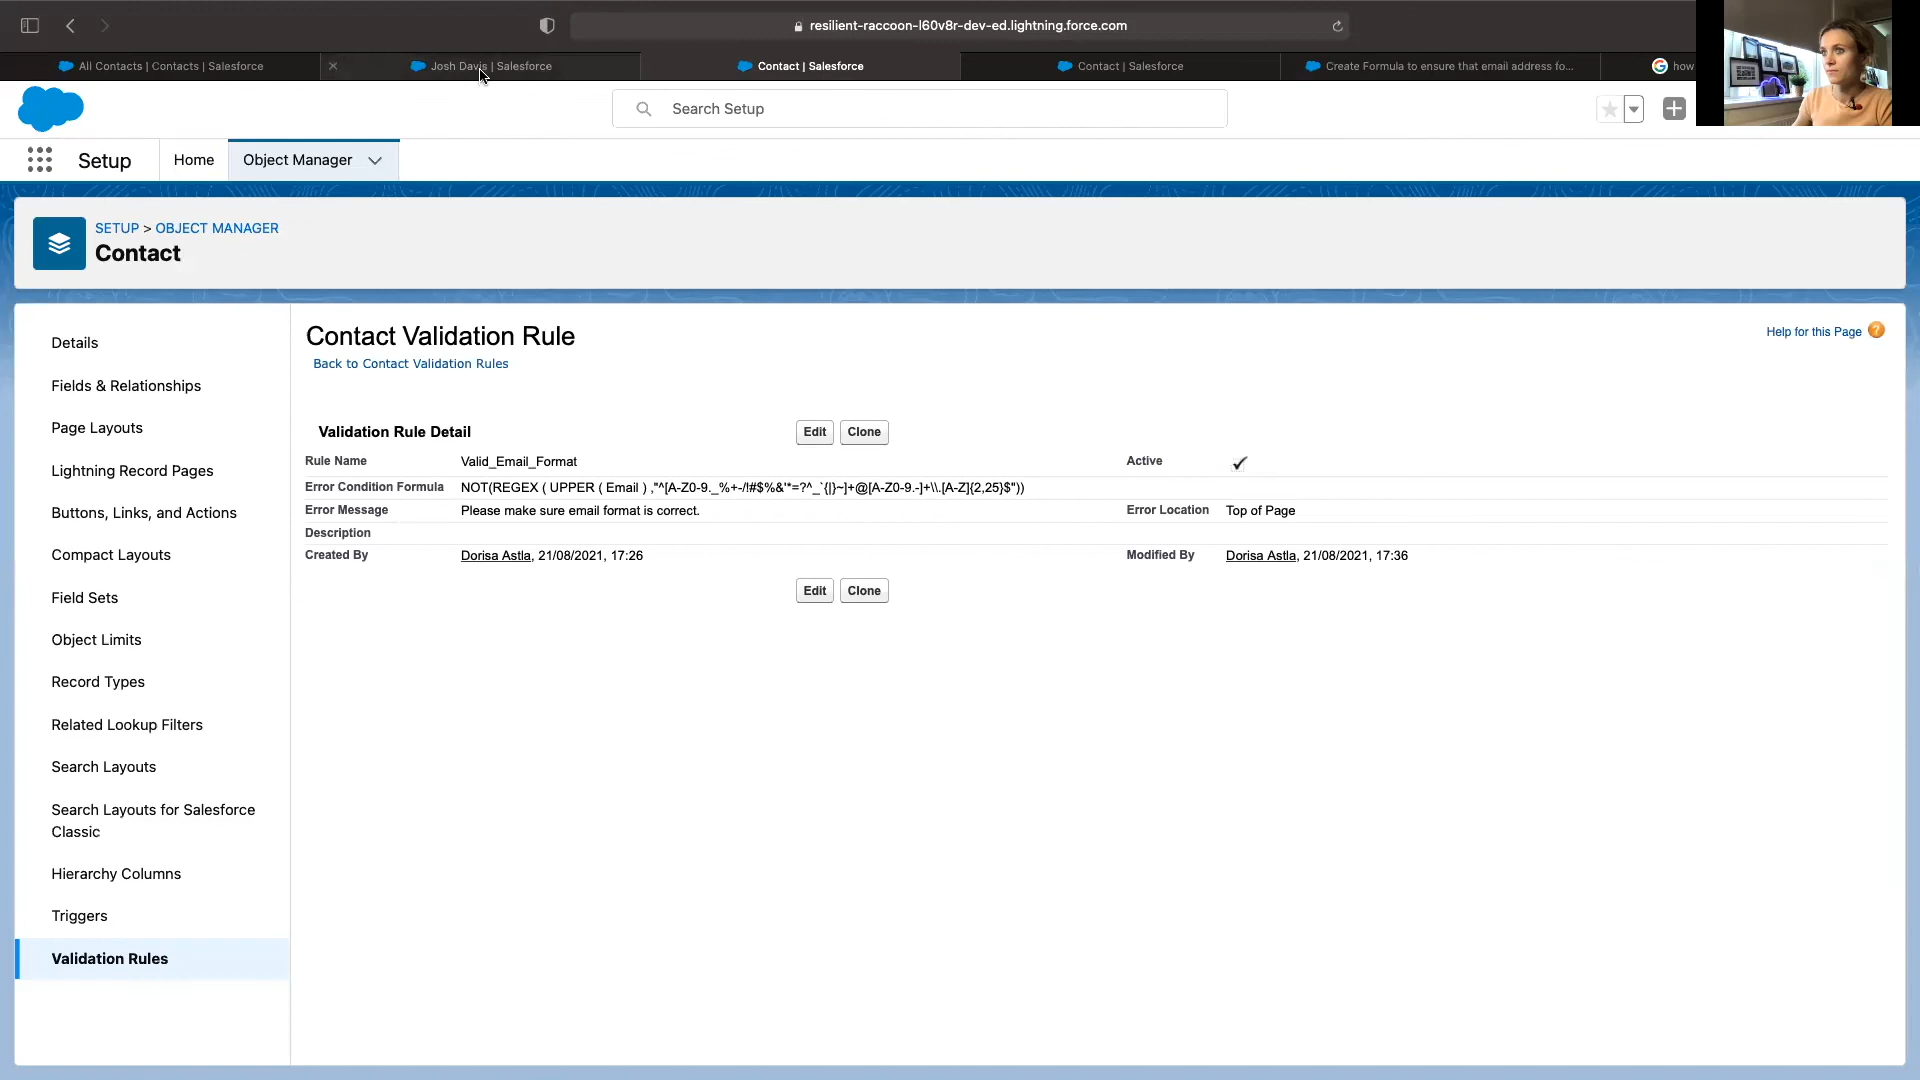 resilient-raccoon-l60v8r-dev-ed.lightning.force.com
All Contacts | Contacts | Salesforce
Josh Davis | Salesforce
Contact | Salesforce
Contact | Salesforce
Create Formula to ensure that email address fo...
how
Search Setup
Setup
Home
Object Manager
SETUP > OBJECT MANAGER
Contact
Details
Fields & Relationships
Page Layouts
Lightning Record Pages
Buttons, Links, and Actions
Compact Layouts
Field Sets
Object Limits
Record Types
Related Lookup Filters
Search Layouts
Search Layouts for Salesforce
Classic
Hierarchy Columns
Triggers
Validation Rules
Contact Validation Rule
Help for this Page ?
Back to Contact Validation Rules
Validation Rule Detail
Edit
Clone
Rule Name Valid_Email_Format Active
Error Condition Formula NOT(REGEX ( UPPER ( Email ) ,"^[A-Z0-9._%+-/!#$%&'*=?^_`{|}~]+@[A-Z0-9.-]+\\.[A-Z]{2,25}$"))
Error Message Please make sure email format is correct. Error Location Top of Page
Description
Created By Dorisa Astla, 21/08/2021, 17:26 Modified By Dorisa Astla, 21/08/2021, 17:36
Edit
Clone